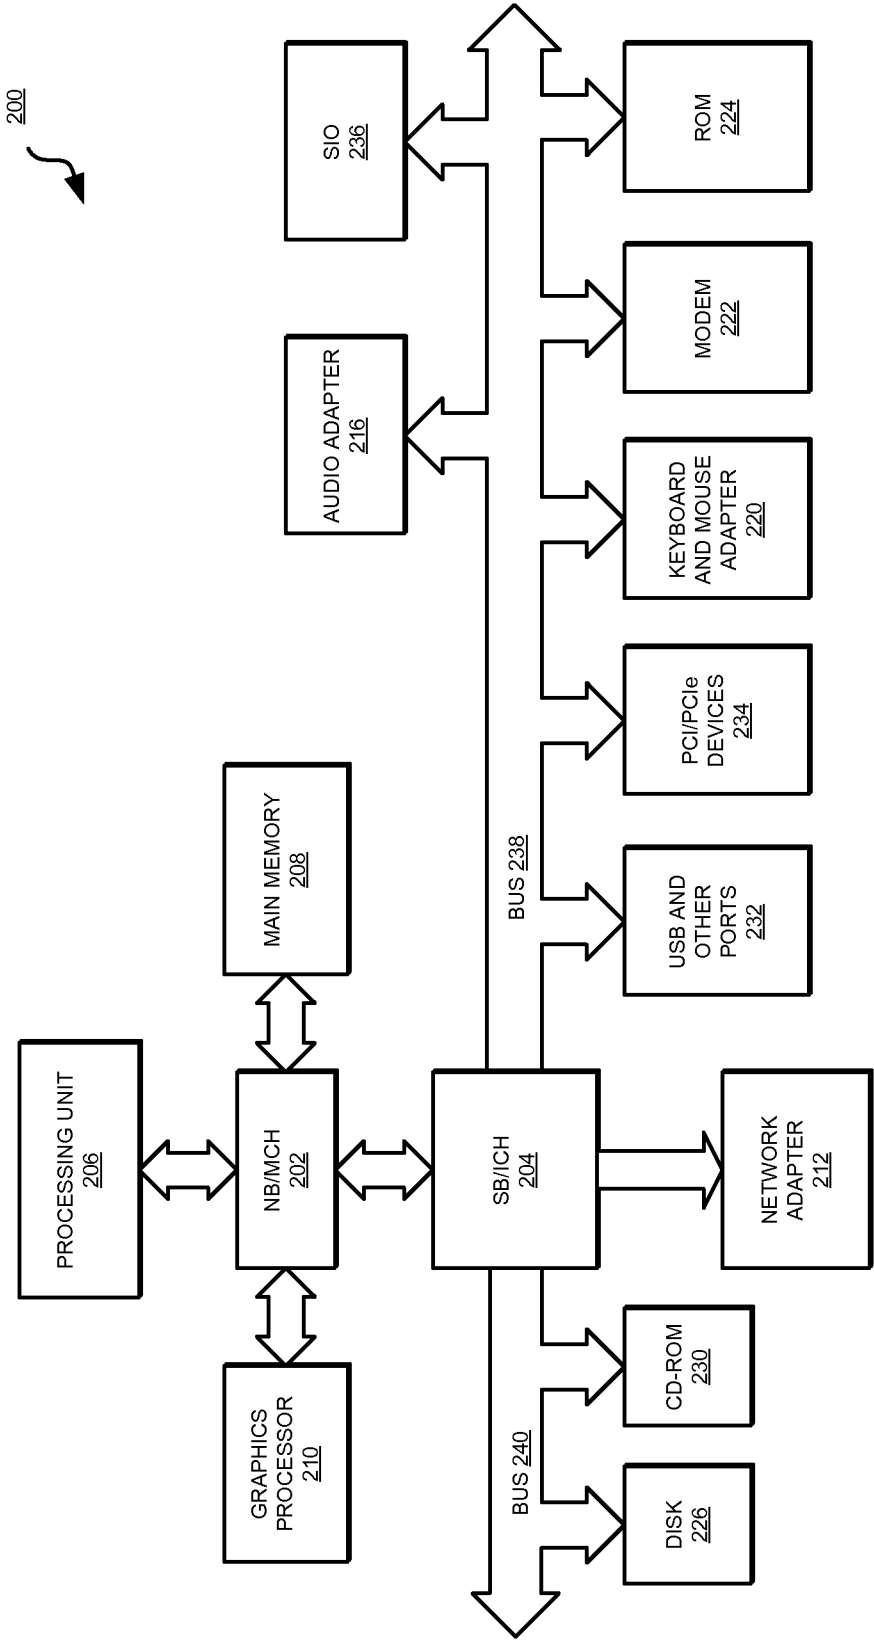 200
PROCESSING UNIT
206
GRAPHICS
PROCESSOR
210
NB/MCH
202
MAIN MEMORY
208
AUDIO ADAPTER
216
SIO
236
SB/ICH
204
BUS 240
BUS 238
DISK
226
CD-ROM
230
NETWORK
ADAPTER
212
USB AND
OTHER
PORTS
232
PCI/PCIe
DEVICES
234
KEYBOARD
AND MOUSE
ADAPTER
220
MODEM
222
ROM
224